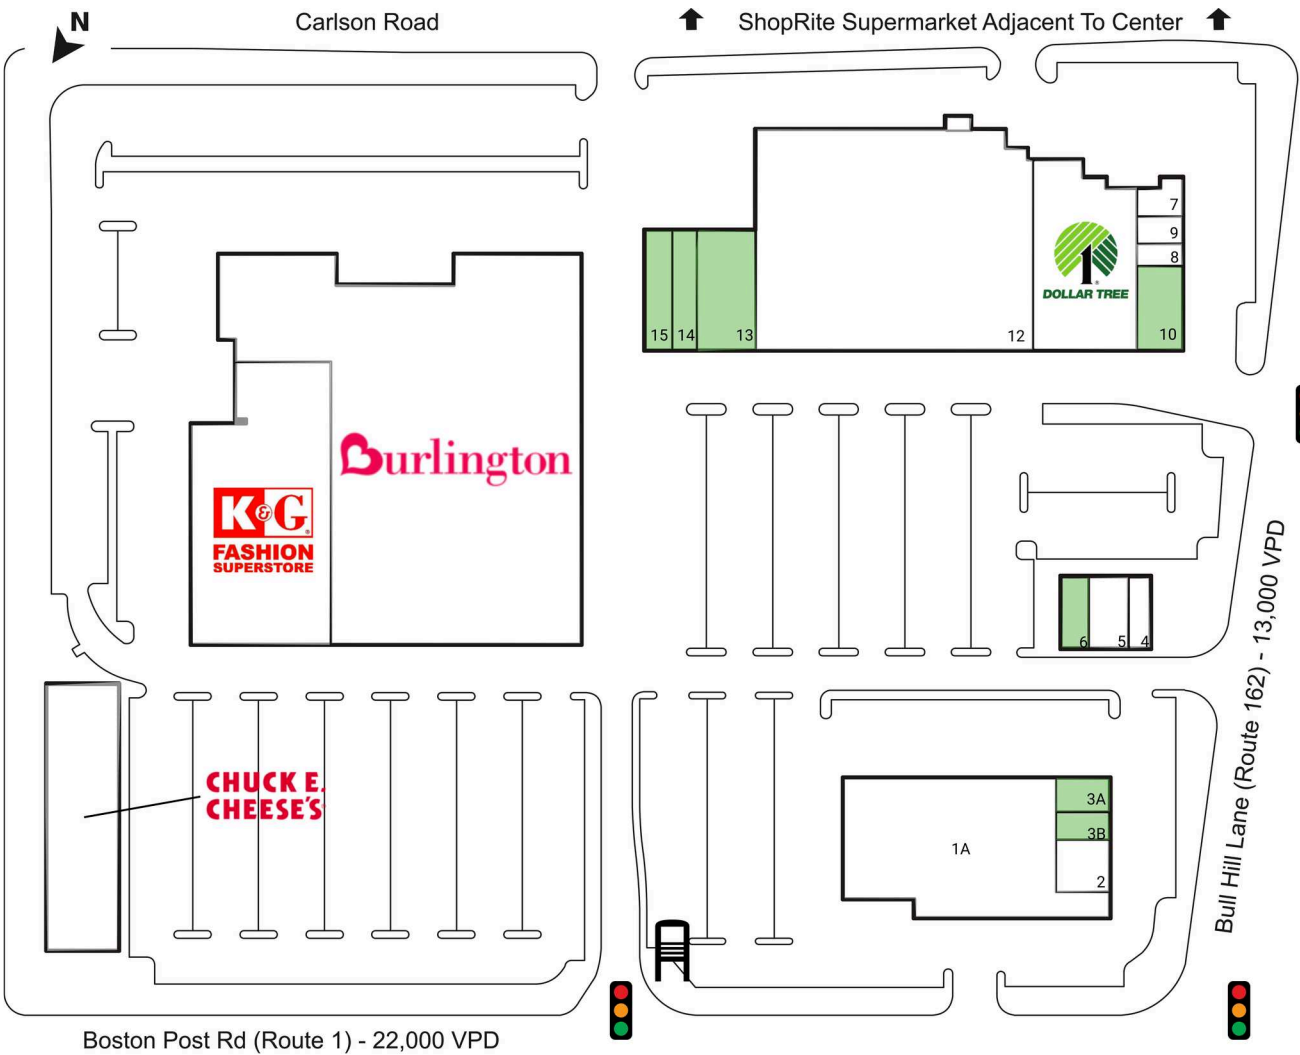 N
Carlson Road
ShopRite Supermarket Adjacent To Center
7
9
8
1
DOLLAR TREE
15
14
13
12
10
Burlington
K&G
FASHION
SUPERSTORE
6
5
4
Bull Hill Lane (Route 162) - 13,000 VPD
CHUCK E.
CHEESE'S
3A
3B
1A
2
Boston Post Rd (Route 1) - 22,000 VPD